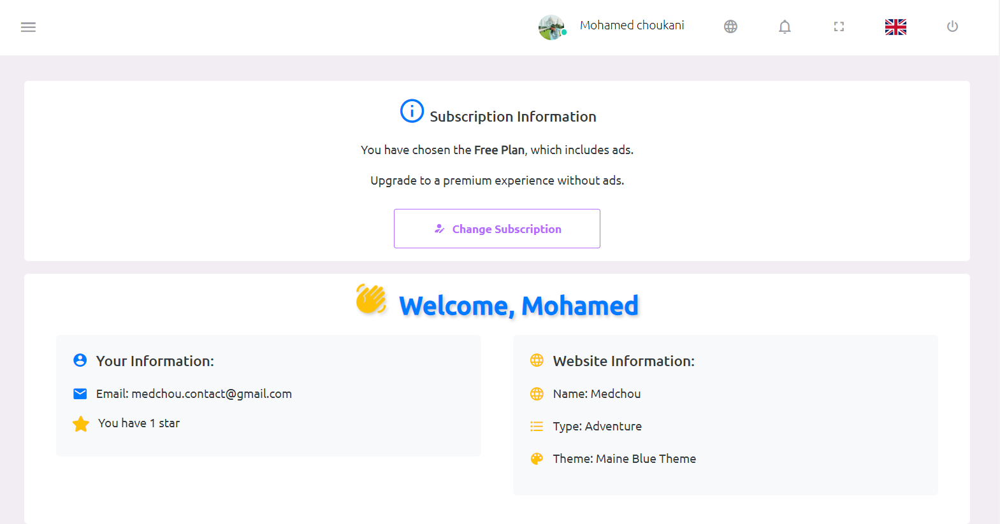 Mohamed choukani
Subscription Information
You have chosen the Free Plan, which includes ads.
Upgrade to a premium experience without ads.
Change Subscription
Welcome, Mohamed
Your Information:
Email: medchou.contact@gmail.com
You have 1 star
Website Information:
Name: Medchou
Type: Adventure
Theme: Maine Blue Theme